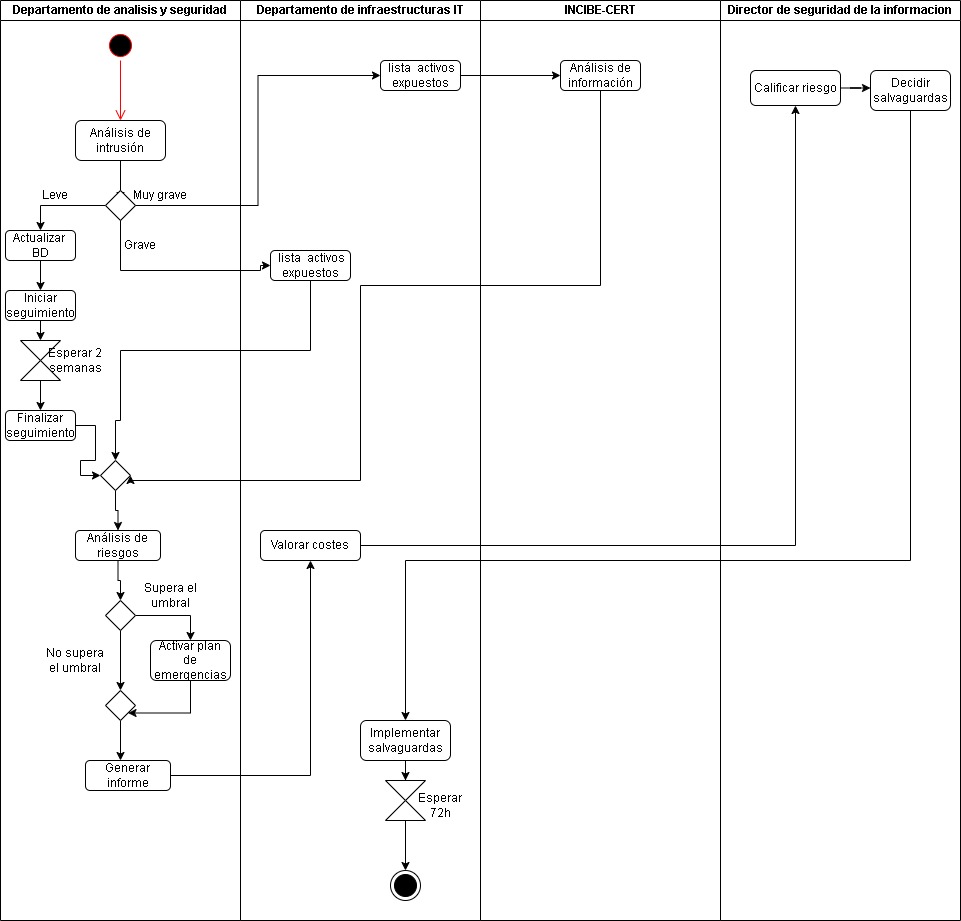 Departamento de analisis y seguridad
Departamento de infraestructuras IT
INCIBE-CERT
Director de seguridad de la informacion
lista activos
expuestos
Análisis de
información
Calificar riesgo
Decidir
salvaguardas
Análisis de
intrusión
Leve
Muy grave
Grave
Actualizar
BD
lista activos
expuestos
Iniciar
seguimiento
Esperar 2
semanas
Finalizar
seguimiento
Análisis de
riesgos
Valorar costes
Supera el
umbral
No supera
el umbral
Activar plan
de
emergencias
Implementar
salvaguardas
Generar
informe
Esperar
72h